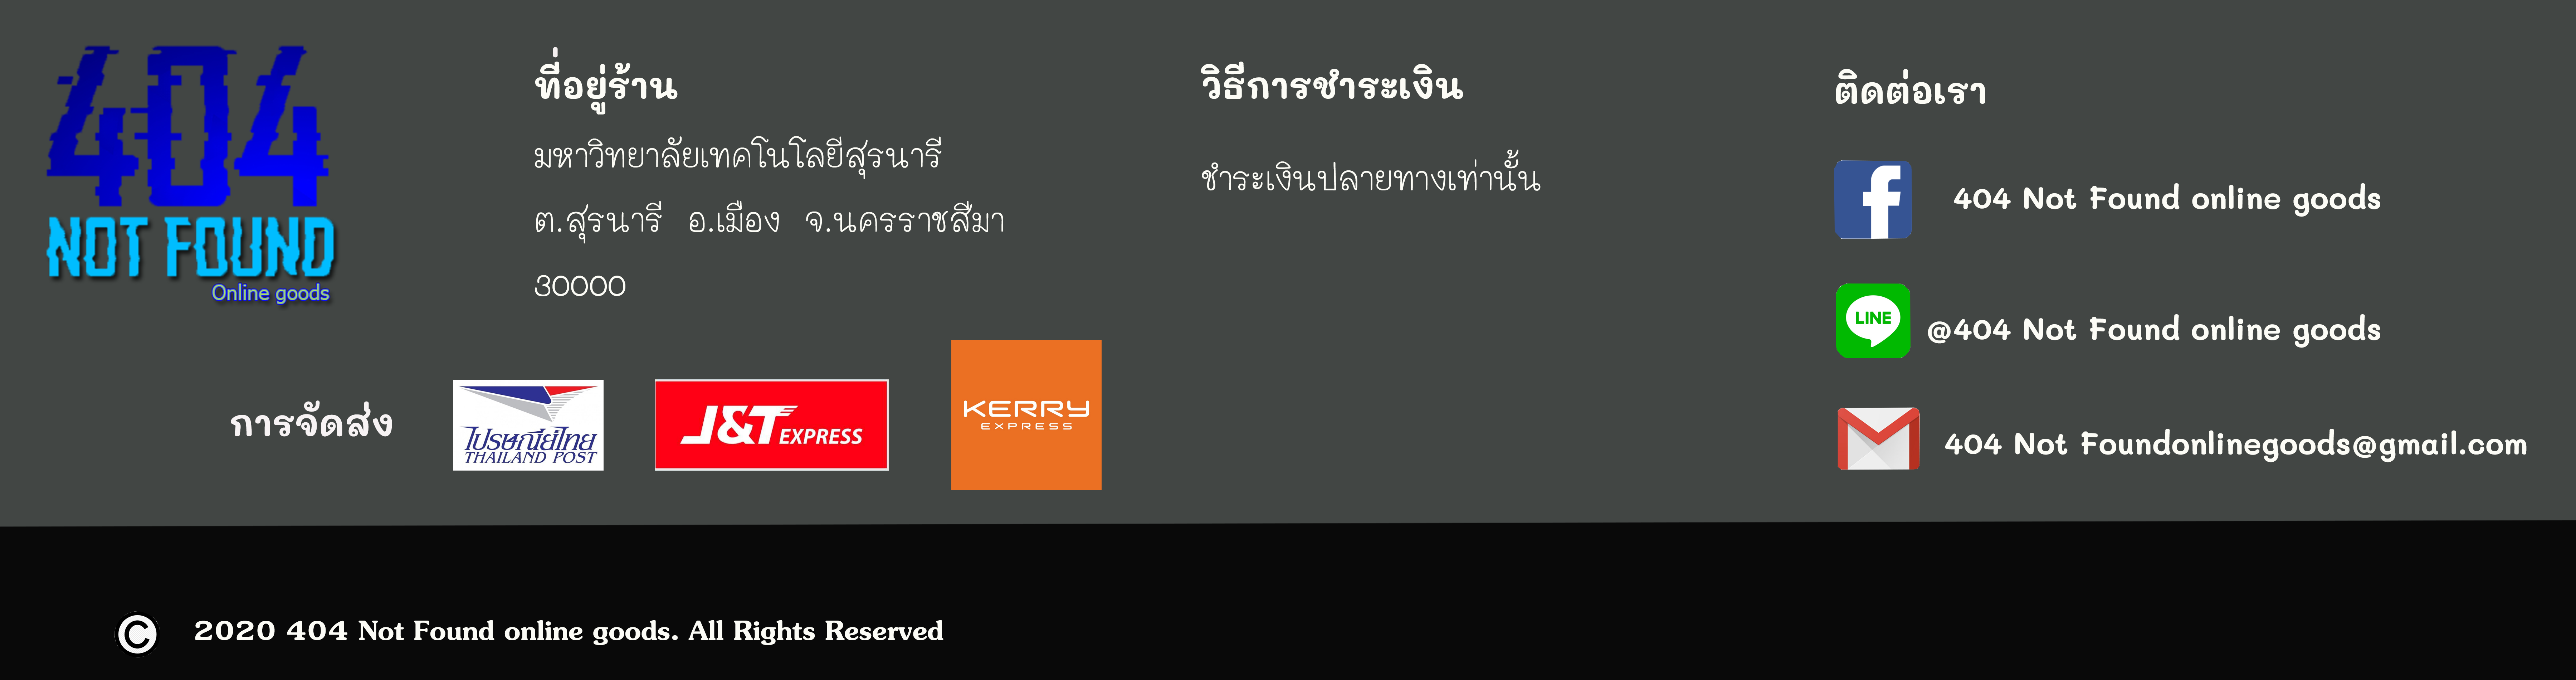 404
NOT FOUND
Online goods
ที่อยู่ร้าน
มหาวิทยาลัยเทคโนโลยีสุรนารี
ต.สุรนารี อ.เมือง จ.นครราชสีมา
30000
การจัดส่ง
ไปรษณีย์ไทย
THAILAND POST
J&T EXPRESS
KERRY
EXPRESS
วิธีการชำระเงิน
ชำระเงินปลายทางเท่านั้น
ติดต่อเรา
f 404 Not Found online goods
LINE @404 Not Found online goods
404 Not Foundonlinegoods@gmail.com
© 2020 404 Not Found online goods. All Rights Reserved